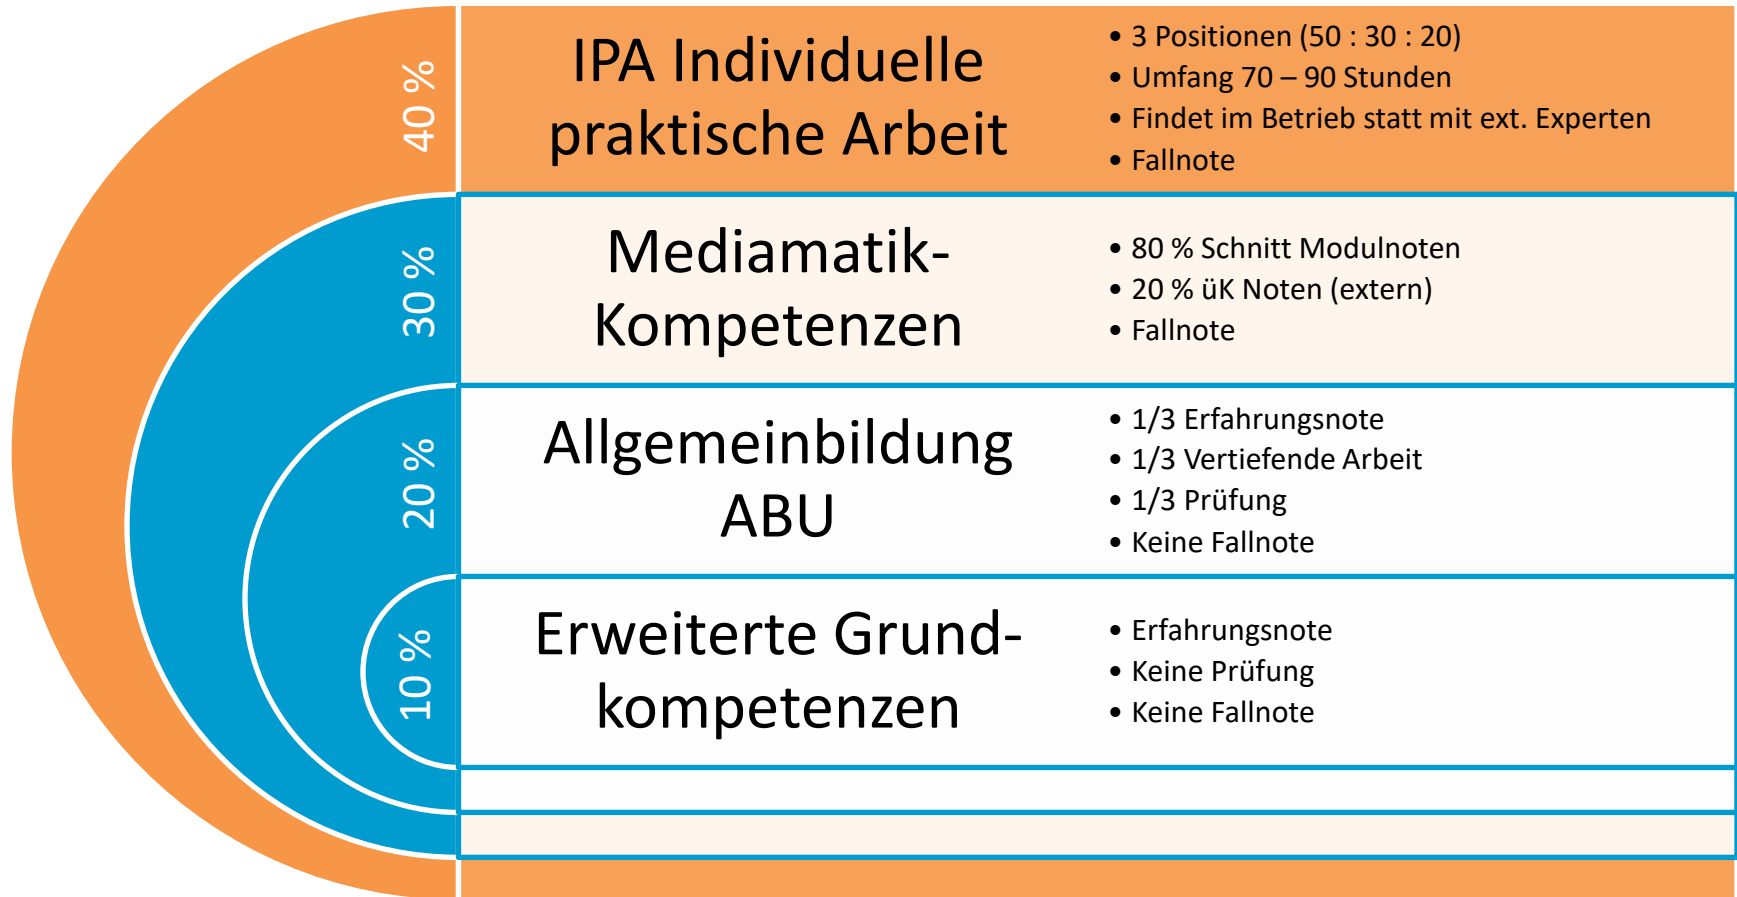 40 %
IPA Individuelle
praktische Arbeit
• 3 Positionen (50 : 30 : 20)
• Umfang 70 – 90 Stunden
• Findet im Betrieb statt mit ext. Experten
• Fallnote
30 %
Mediamatik-
Kompetenzen
• 80 % Schnitt Modulnoten
• 20 % üK Noten (extern)
• Fallnote
20 %
Allgemeinbildung
ABU
• 1/3 Erfahrungsnote
• 1/3 Vertiefende Arbeit
• 1/3 Prüfung
• Keine Fallnote
10 %
Erweiterte Grund-
kompetenzen
• Erfahrungsnote
• Keine Prüfung
• Keine Fallnote